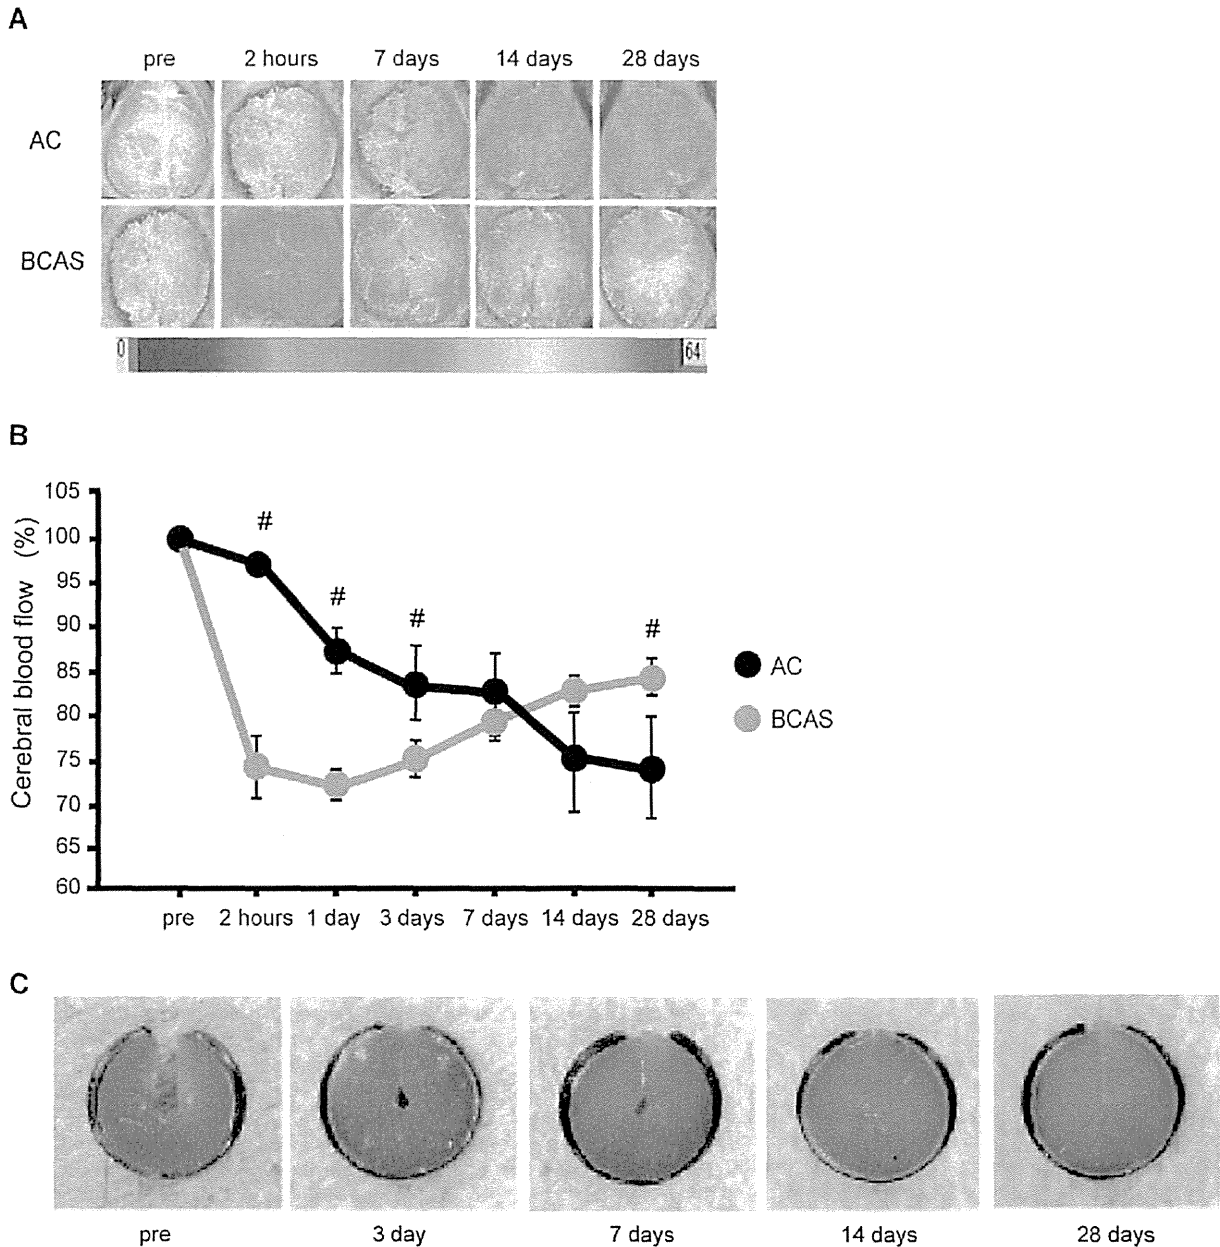 A
pre 2 hours 7 days 14 days 28 days
AC
BCAS
0 64
B
105
100
95
90
85
80
75
70
65
60
Cerebral blood flow (%)
# # # #
AC
BCAS
pre 2 hours 1 day 3 days 7 days 14 days 28 days
C
pre 3 day 7 days 14 days 28 days